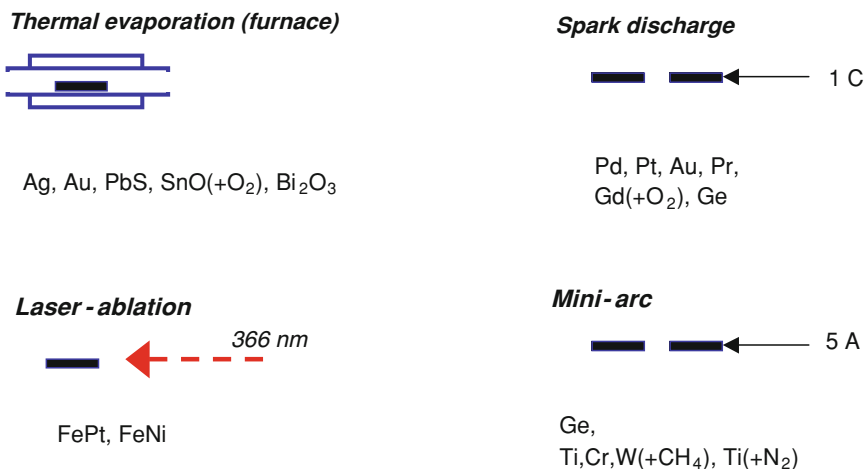 Thermal evaporation (furnace)
Ag, Au, PbS, SnO(+O₂), Bi₂O₃
Spark discharge
1 C
Pd, Pt, Au, Pr,
Gd(+O₂), Ge
Laser-ablation
366 nm
FePt, FeNi
Mini-arc
5 A
Ge,
Ti,Cr,W(+CH₄), Ti(+N₂)